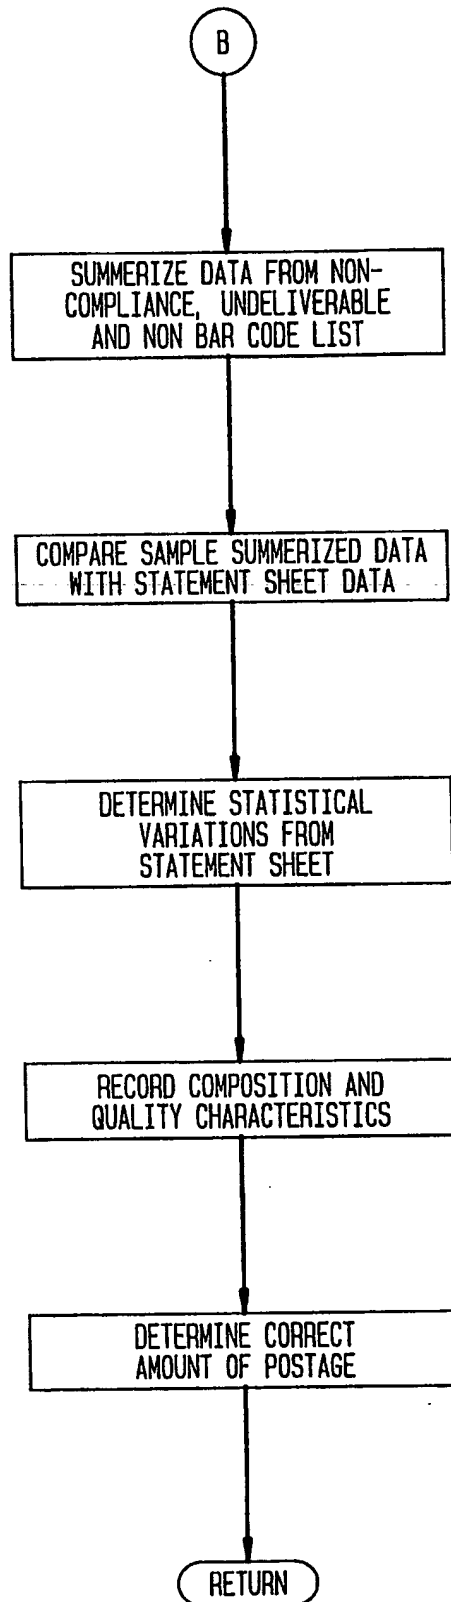 B
SUMMERIZE DATA FROM NON-
COMPLIANCE, UNDELIVERABLE
AND NON BAR CODE LIST
COMPARE SAMPLE SUMMERIZED DATA
WITH STATEMENT SHEET DATA
DETERMINE STATISTICAL
VARIATIONS FROM
STATEMENT SHEET
RECORD COMPOSITION AND
QUALITY CHARACTERISTICS
DETERMINE CORRECT
AMOUNT OF POSTAGE
RETURN